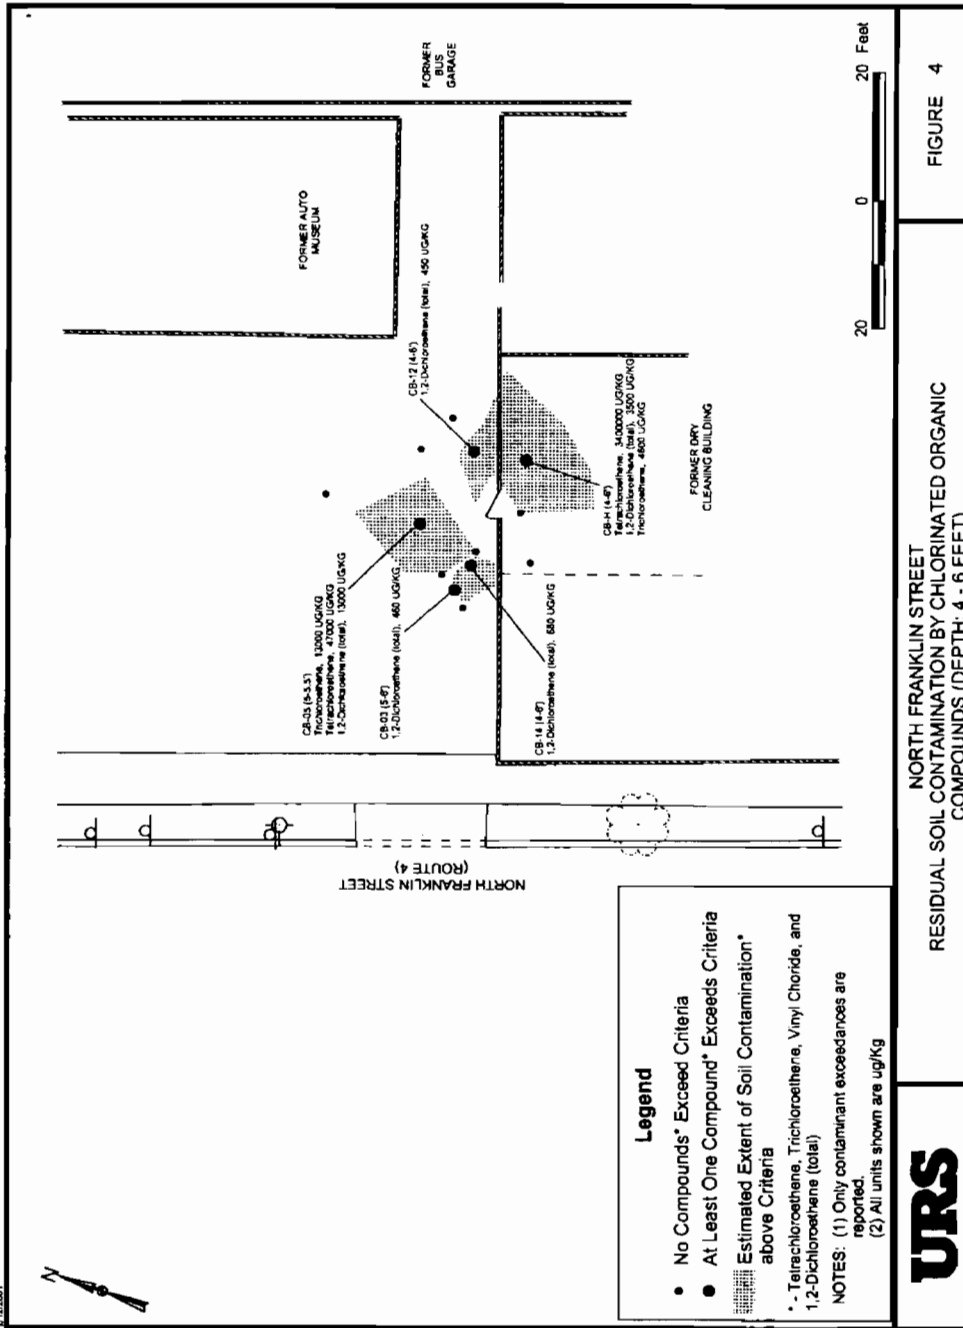 FORMER
BUS
GARAGE
FORMER AUTO
MUSEUM
CB-12 (4-6')
1,2-Dichloroethene (total), 450 UG/KG
CB-05 (5-5.5')
Trichloroethene, 12000 UG/KG
Tetrachloroethene, 47000 UG/KG
1,2-Dichloroethene (total), 13000 UG/KG
CB-03 (5-6')
1,2-Dichloroethene (total), 460 UG/KG
CB-14 (4-6')
1,2-Dichloroethene (total), 680 UG/KG
CB-H (4-6')
Tetrachloroethene, 3400000 UG/KG
1,2-Dichloroethene (total), 3500 UG/KG
Trichloroethene, 4600 UG/KG
FORMER DRY
CLEANING BUILDING
NORTH FRANKLIN STREET
(ROUTE 4)
N
20 0 20 Feet
Legend
No Compounds* Exceed Criteria
At Least One Compound* Exceeds Criteria
Estimated Extent of Soil Contamination*
above Criteria
* - Tetrachloroethene, Trichloroethene, Vinyl Choride, and
1,2-Dichloroethene (total)
NOTES: (1) Only contaminant exceedances are
reported.
(2) All units shown are ug/Kg
URS
NORTH FRANKLIN STREET
RESIDUAL SOIL CONTAMINATION BY CHLORINATED ORGANIC
COMPOUNDS (DEPTH: 4 - 6 FEET)
FIGURE 4